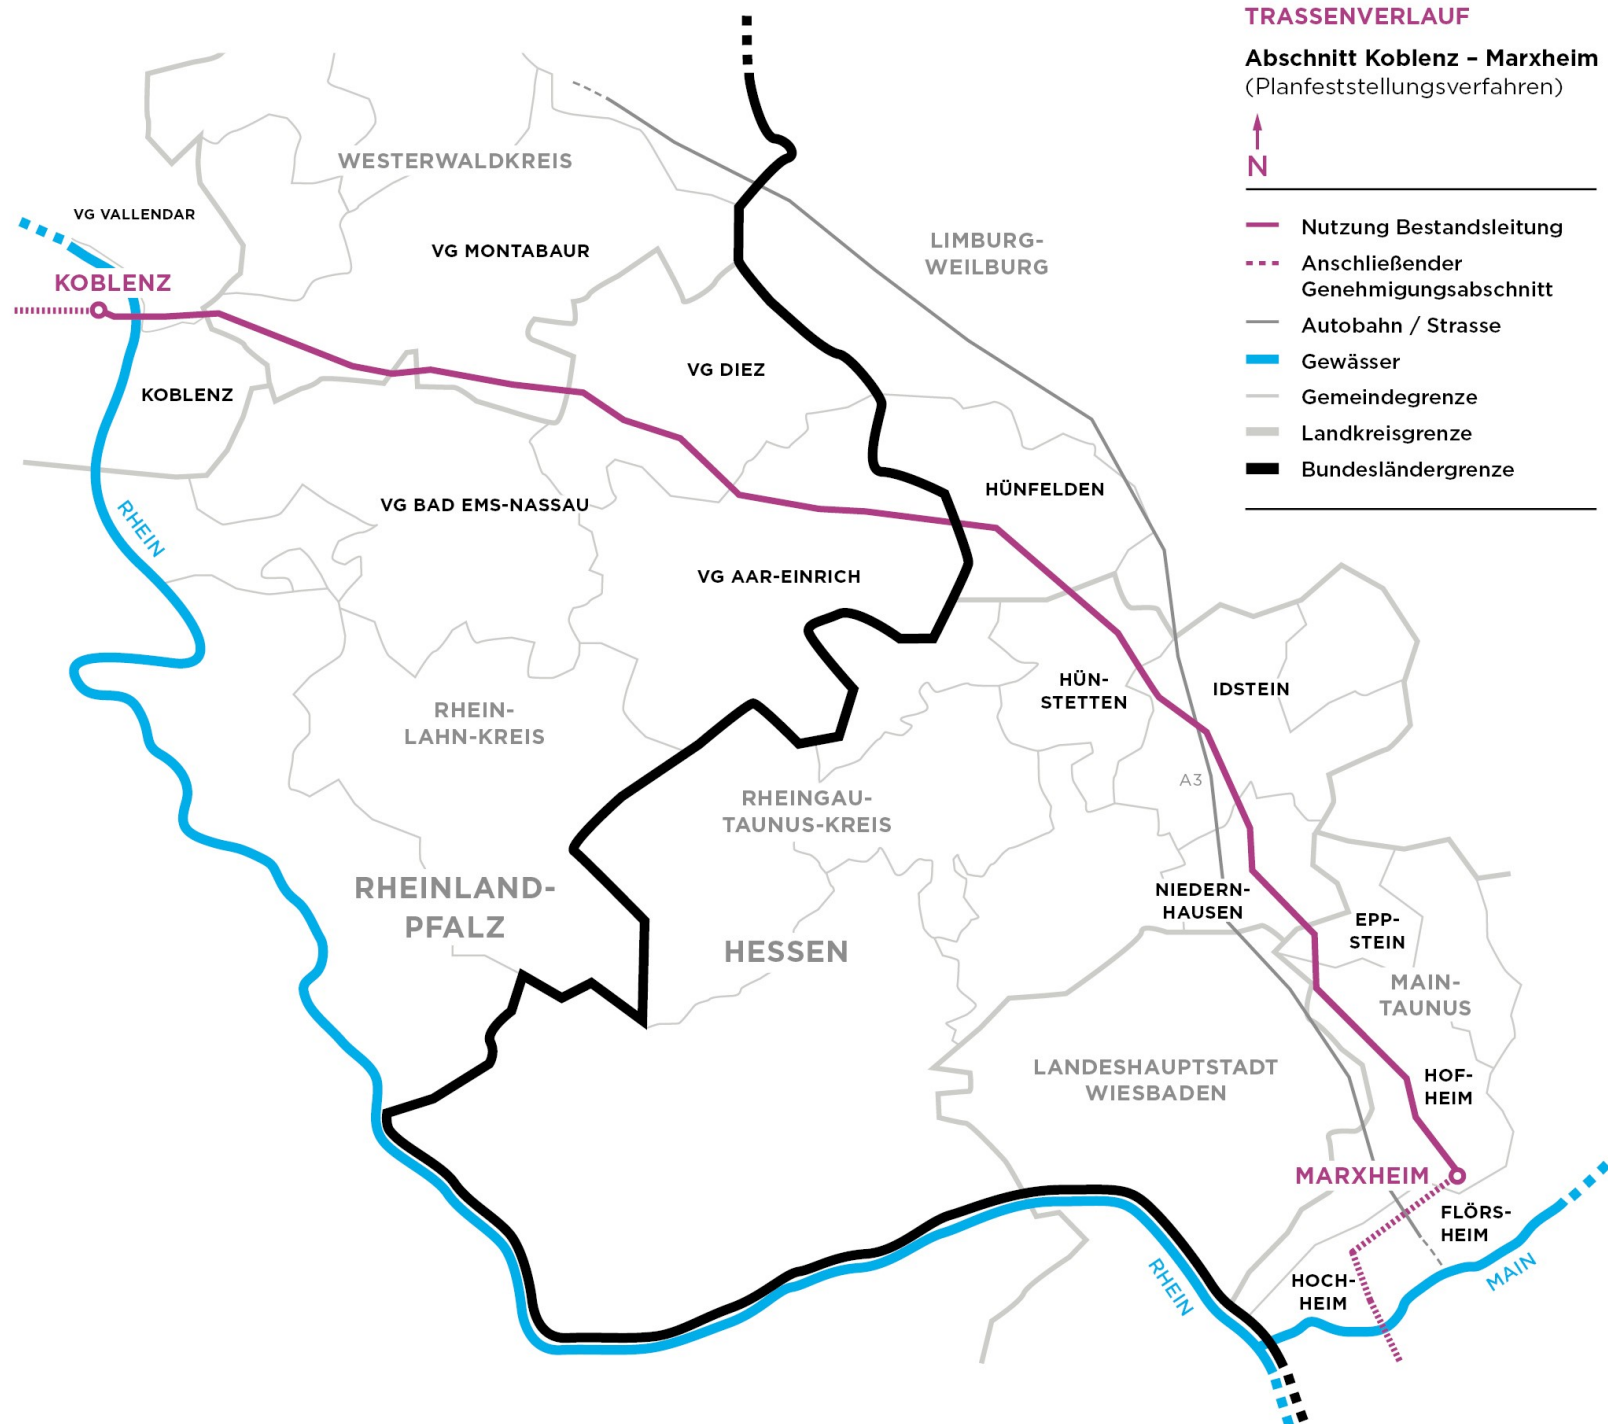 TRASSENVERLAUF
Abschnitt Koblenz – Marxheim
(Planfeststellungsverfahren)
N
Nutzung Bestandsleitung
Anschließender
Genehmigungsabschnitt
Autobahn / Strasse
Gewässer
Gemeindegrenze
Landkreisgrenze
Bundesländergrenze
WESTERWALDKREIS
VG VALLENDAR
VG MONTABAUR
LIMBURG-
WEILBURG
KOBLENZ
VG DIEZ
KOBLENZ
HÜNFELDEN
VG BAD EMS-NASSAU
RHEIN
VG AAR-EINRICH
HÜN-
STETTEN
IDSTEIN
RHEIN-
LAHN-KREIS
A3
RHEINGAU-
TAUNUS-KREIS
RHEINLAND-
PFALZ
NIEDERN-
HAUSEN
EPP-
STEIN
HESSEN
MAIN-
TAUNUS
LANDESHAUPTSTADT
WIESBADEN
HOF-
HEIM
MARXHEIM
FLÖRS-
HEIM
RHEIN
HOCH-
HEIM
MAIN